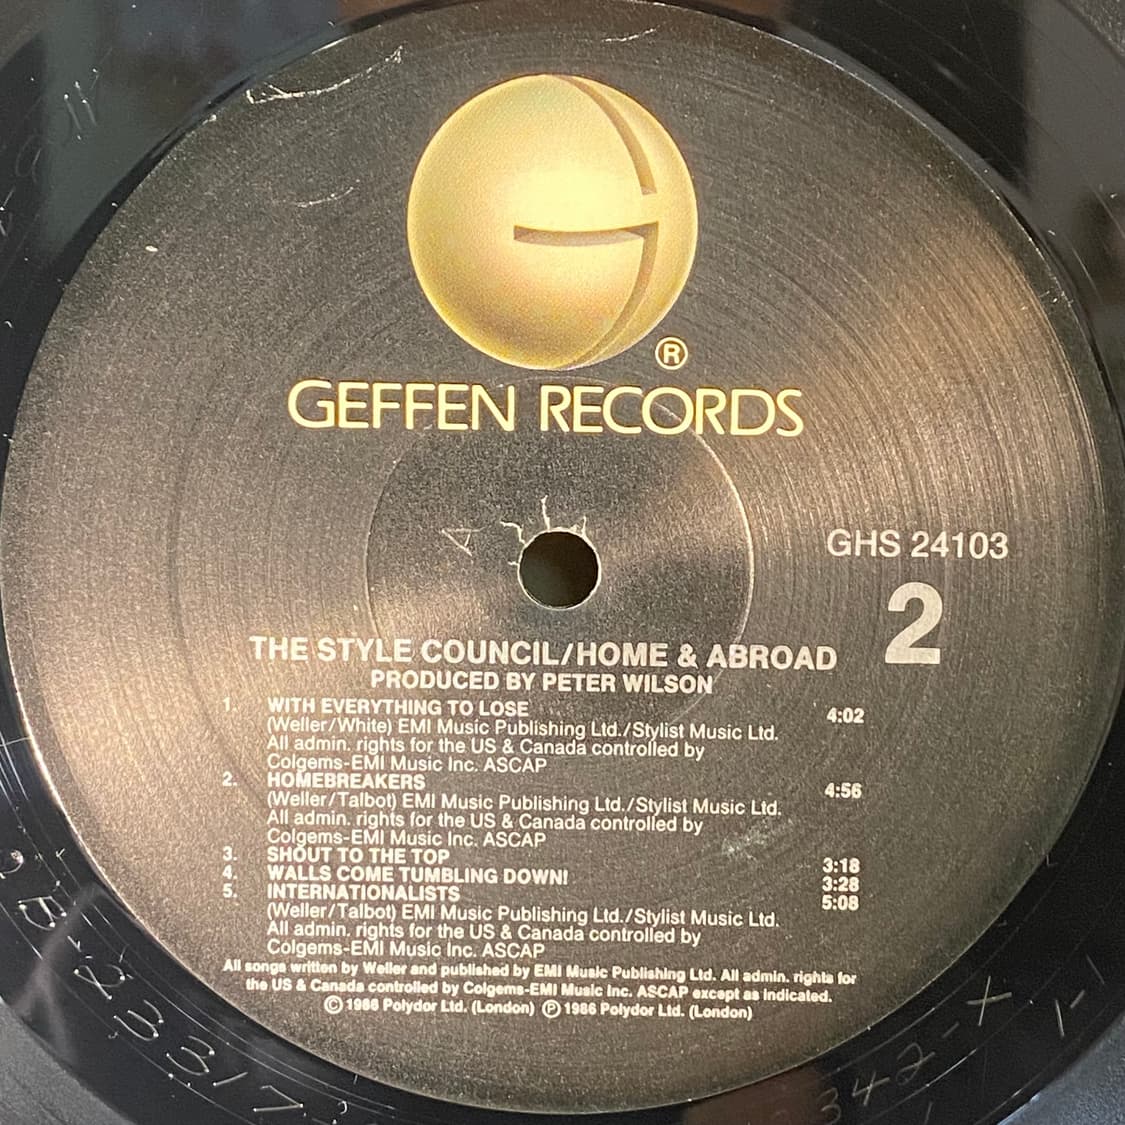 ®
GEFFEN RECORDS
GHS 24103
2
THE STYLE COUNCIL/HOME & ABROAD
PRODUCED BY PETER WILSON
1. WITH EVERYTHING TO LOSE 4:02
(Weller/White) EMI Music Publishing Ltd./Stylist Music Ltd.
All admin. rights for the US & Canada controlled by
Colgems-EMI Music Inc. ASCAP
2. HOMEBREAKERS 4:56
(Weller/Talbot) EMI Music Publishing Ltd./Stylist Music Ltd.
All admin. rights for the US & Canada controlled by
Colgems-EMI Music Inc. ASCAP
3. SHOUT TO THE TOP 3:18
4. WALLS COME TUMBLING DOWN! 3:28
5. INTERNATIONALISTS 5:08
(Weller/Talbot) EMI Music Publishing Ltd./Stylist Music Ltd.
All admin. rights for the US & Canada controlled by
Colgems-EMI Music Inc. ASCAP
All songs written by Weller and published by EMI Music Publishing Ltd. All admin. rights for
the US & Canada controlled by Colgems-EMI Music Inc. ASCAP except as indicated.
© 1986 Polydor Ltd. (London) ℗ 1986 Polydor Ltd. (London)